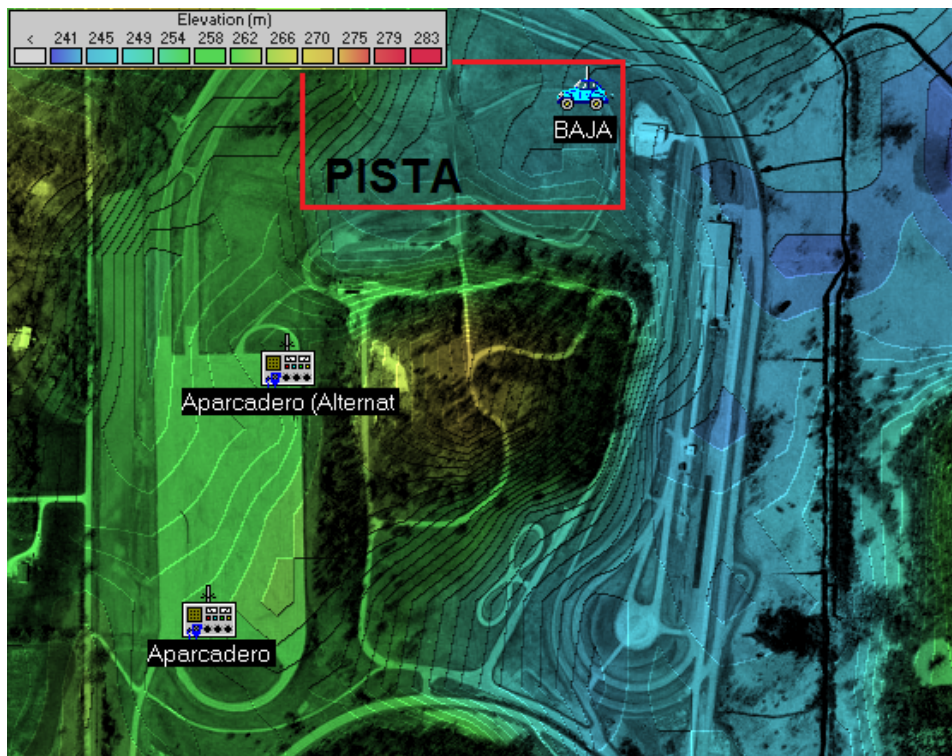 Elevation (m)
< 241 245 249 254 258 262 266 270 275 279 283
BAJA
PISTA
Aparcadero (Alternat
Aparcadero